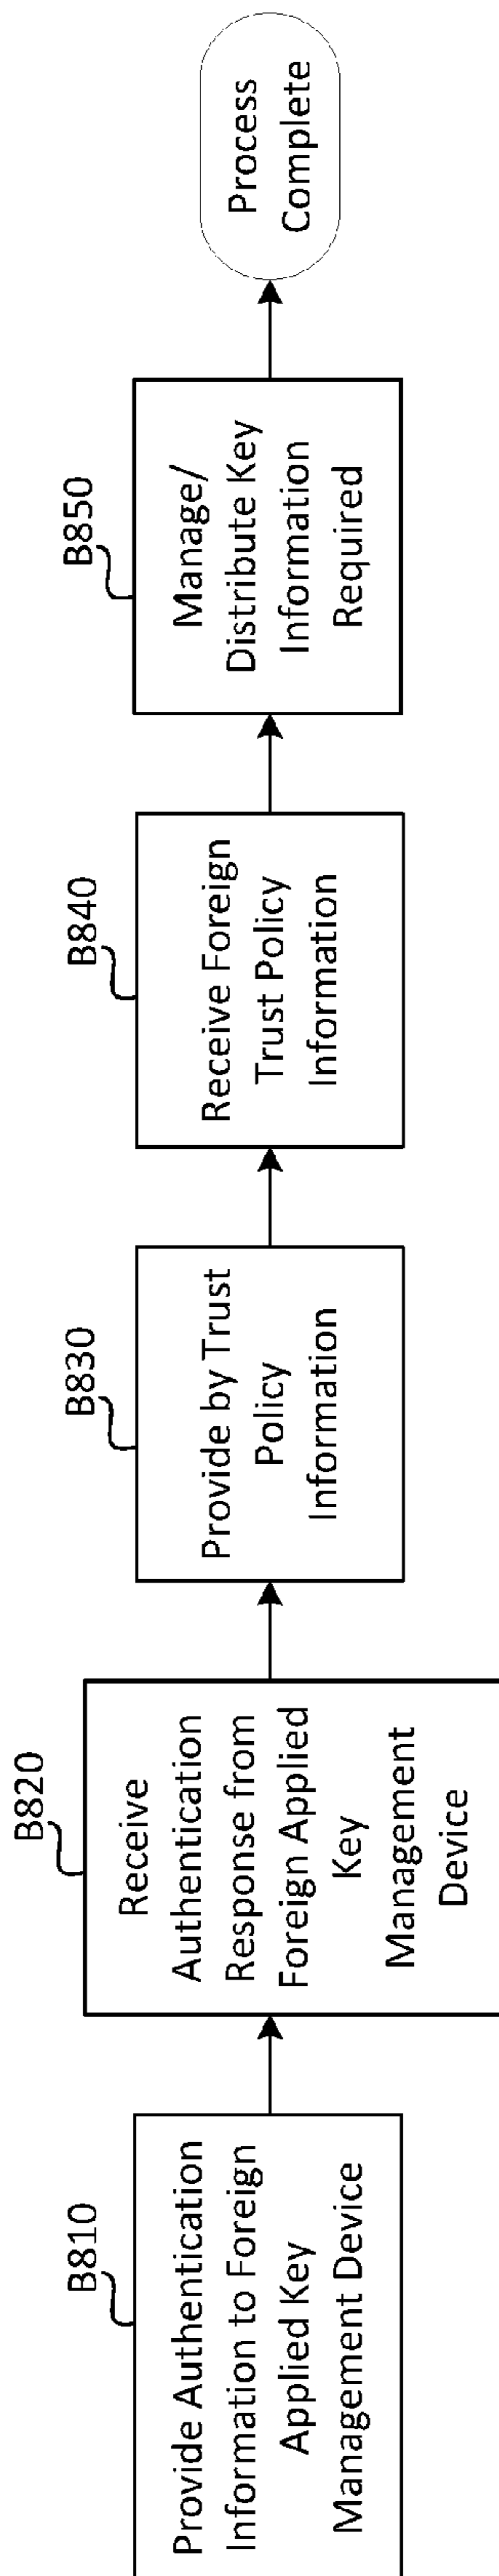 B810
Provide Authentication
Information to Foreign
Applied Key
Management Device
B820
Receive
Authentication
Response from
Foreign Applied
Key
Management
Device
B830
Provide by Trust
Policy
Information
B840
Receive Foreign
Trust Policy
Information
B850
Manage/
Distribute Key
Information
Required
Process
Complete